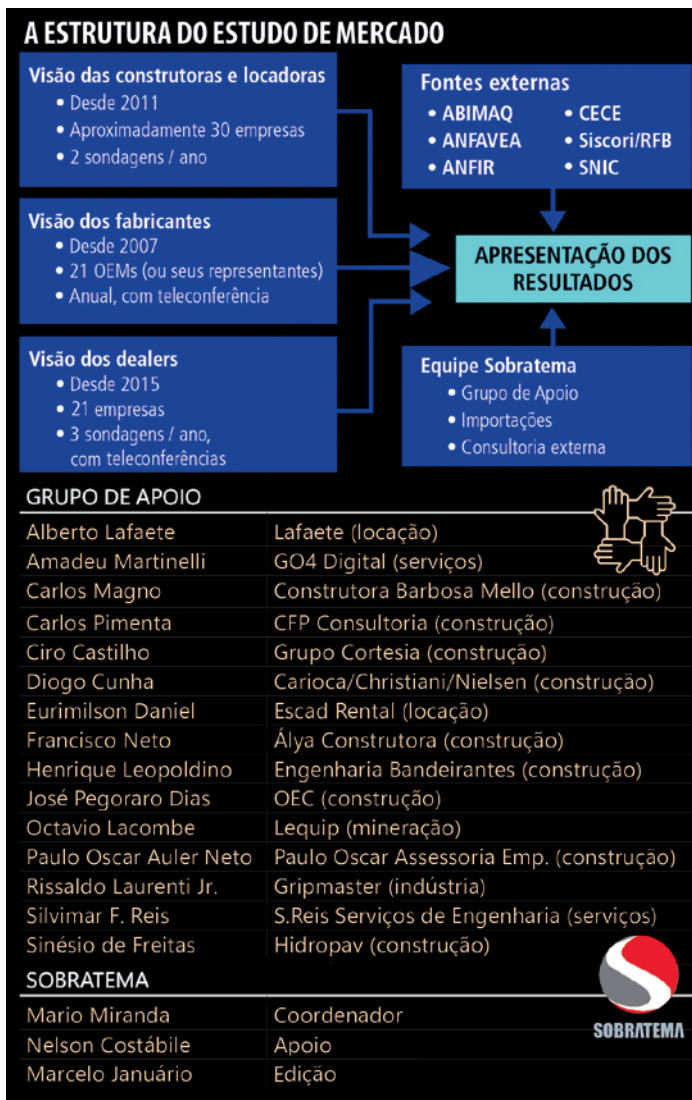 A ESTRUTURA DO ESTUDO DE MERCADO
Visão das construtoras e locadoras
• Desde 2011
• Aproximadamente 30 empresas
• 2 sondagens / ano
Visão dos fabricantes
• Desde 2007
• 21 OEMs (ou seus representantes)
• Anual, com teleconferência
Visão dos dealers
• Desde 2015
• 21 empresas
• 3 sondagens / ano,
com teleconferências
Fontes externas
• ABIMAQ
• ANFAVEA
• ANFIR
• CECE
• Siscori/RFB
• SNIC
APRESENTAÇÃO DOS
RESULTADOS
Equipe Sobratema
• Grupo de Apoio
• Importações
• Consultoria externa
GRUPO DE APOIO
Alberto Lafaete Lafaete (locação)
Amadeu Martinelli GO4 Digital (serviços)
Carlos Magno Construtora Barbosa Mello (construção)
Carlos Pimenta CFP Consultoria (construção)
Ciro Castilho Grupo Cortesia (construção)
Diogo Cunha Carioca/Christiani/Nielsen (construção)
Eurimilson Daniel Escad Rental (locação)
Francisco Neto Álya Construtora (construção)
Henrique Leopoldino Engenharia Bandeirantes (construção)
José Pegoraro Dias OEC (construção)
Octavio Lacombe Lequip (mineração)
Paulo Oscar Auler Neto Paulo Oscar Assessoria Emp. (construção)
Rissaldo Laurenti Jr. Gripmaster (indústria)
Silvimar F. Reis S.Reis Serviços de Engenharia (serviços)
Sinésio de Freitas Hidropav (construção)
SOBRATEMA
Mario Miranda Coordenador
Nelson Costábile Apoio
Marcelo Januário Edição
SOBRATEMA